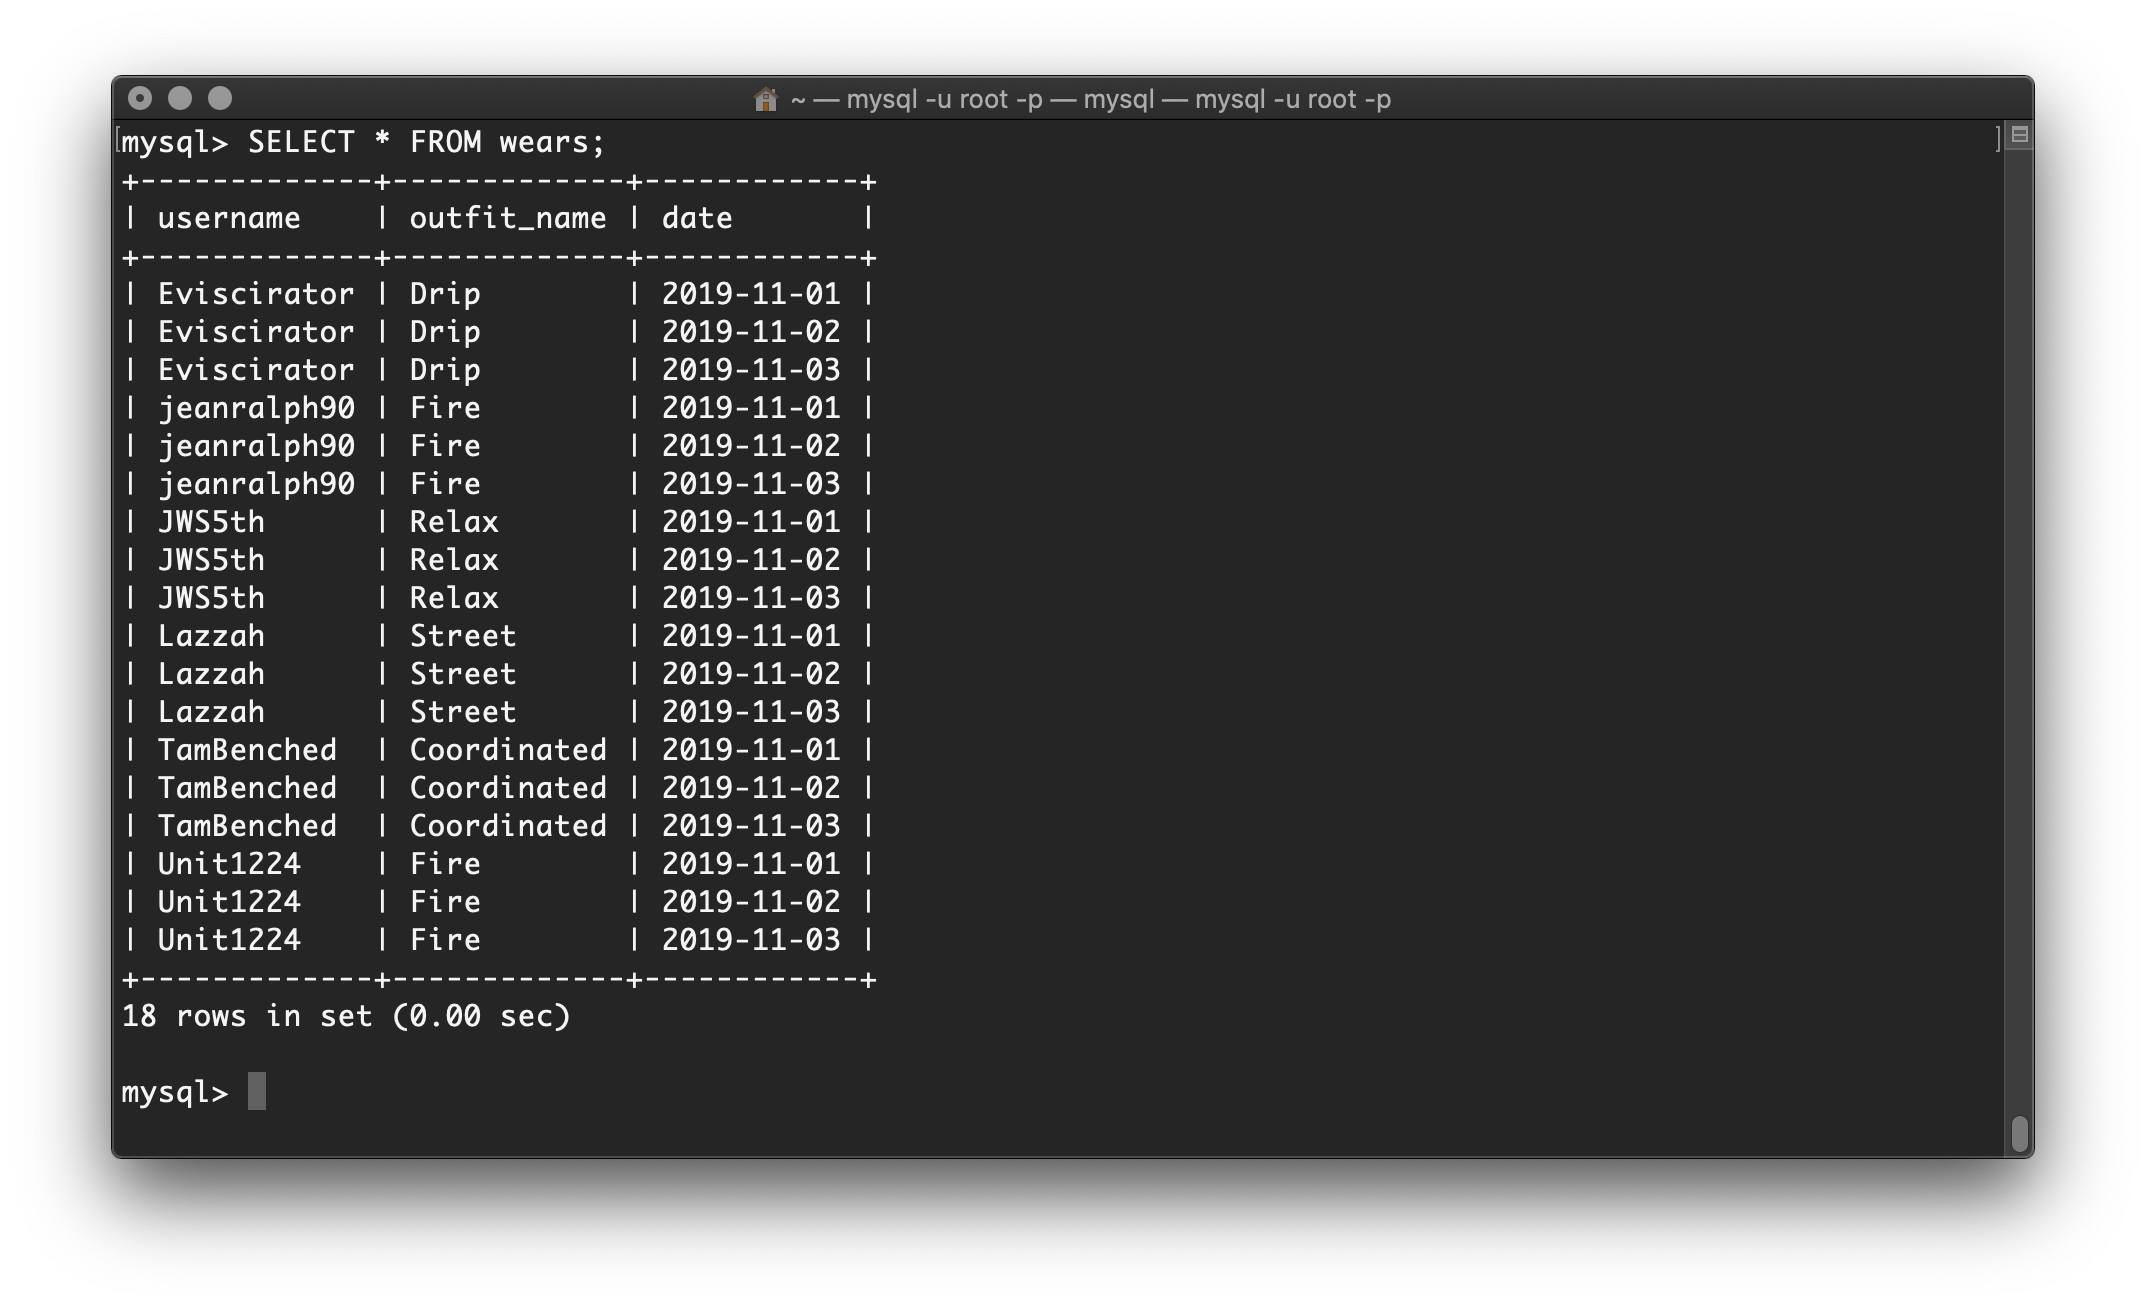 ~ — mysql -u root -p — mysql — mysql -u root -p
mysql> SELECT * FROM wears;
+-------------+-------------+------------+
| username    | outfit_name | date       |
+-------------+-------------+------------+
| Eviscirator | Drip        | 2019-11-01 |
| Eviscirator | Drip        | 2019-11-02 |
| Eviscirator | Drip        | 2019-11-03 |
| jeanralph90 | Fire        | 2019-11-01 |
| jeanralph90 | Fire        | 2019-11-02 |
| jeanralph90 | Fire        | 2019-11-03 |
| JWS5th      | Relax       | 2019-11-01 |
| JWS5th      | Relax       | 2019-11-02 |
| JWS5th      | Relax       | 2019-11-03 |
| Lazzah      | Street      | 2019-11-01 |
| Lazzah      | Street      | 2019-11-02 |
| Lazzah      | Street      | 2019-11-03 |
| TamBenched  | Coordinated | 2019-11-01 |
| TamBenched  | Coordinated | 2019-11-02 |
| TamBenched  | Coordinated | 2019-11-03 |
| Unit1224    | Fire        | 2019-11-01 |
| Unit1224    | Fire        | 2019-11-02 |
| Unit1224    | Fire        | 2019-11-03 |
+-------------+-------------+------------+
18 rows in set (0.00 sec)
mysql>